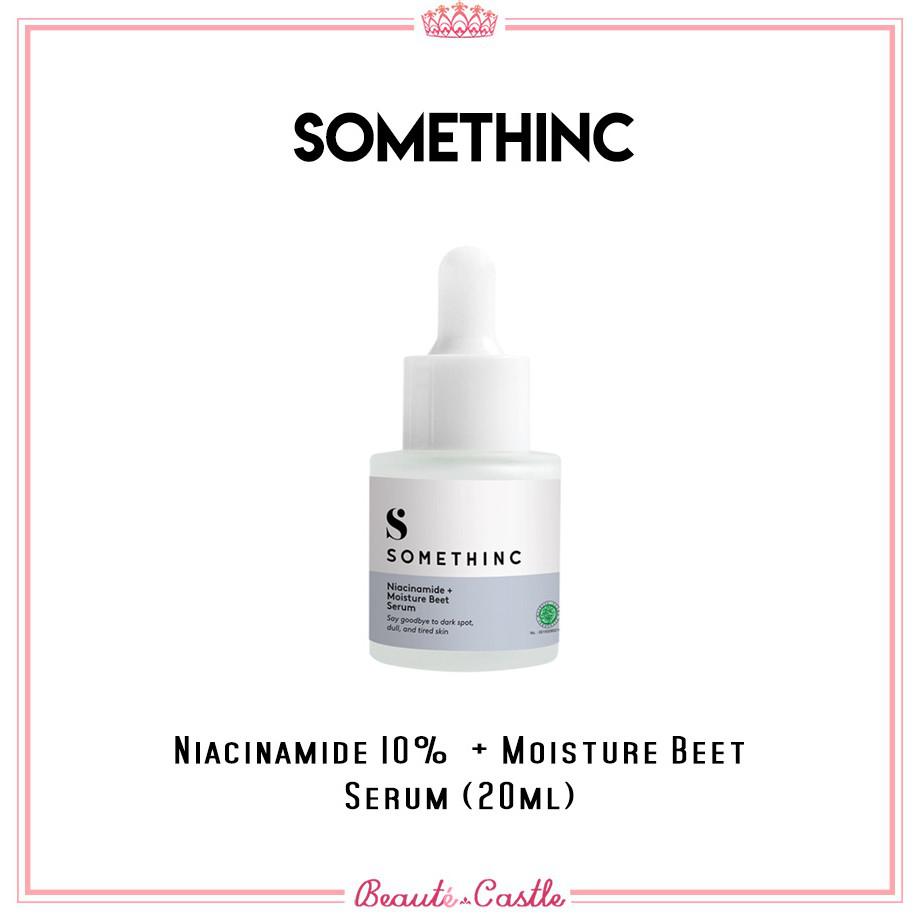 SOMETHINC
S
SOMETHINC
Niacinamide +
Moisture Beet
Serum
Say goodbye to dark spot,
dull, and tired skin
Niacinamide 10% + Moisture Beet
Serum (20ml)
Beauté Castle